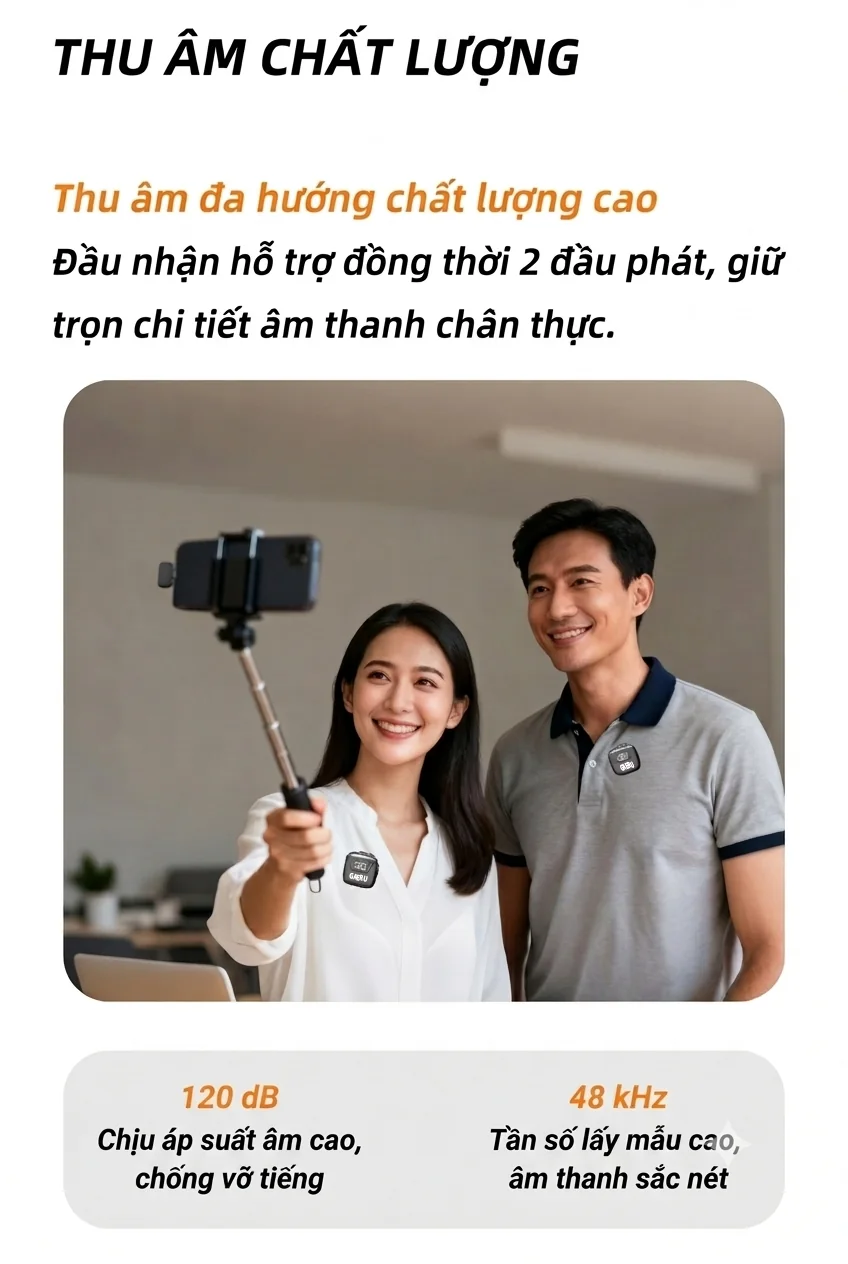 THU ÂM CHẤT LƯỢNG
Thu âm đa hướng chất lượng cao
Đầu nhận hỗ trợ đồng thời 2 đầu phát, giữ
trọn chi tiết âm thanh chân thực.
120 dB
Chịu áp suất âm cao,
chống vỡ tiếng
48 kHz
Tần số lấy mẫu cao,
âm thanh sắc nét